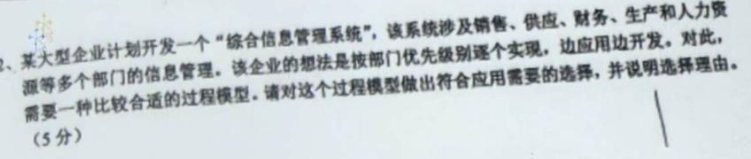 2、某大型企业计划开发一个“综合信息管理系统”，该系统涉及销售、供应、财务、生产和人力资
源等多个部门的信息管理。该企业的想法是按部门优先级别逐个实现，边应用边开发。对此，
需要一种比较合适的过程模型。请对这个过程模型做出符合应用需要的选择，并说明选择理由。
（5 分）